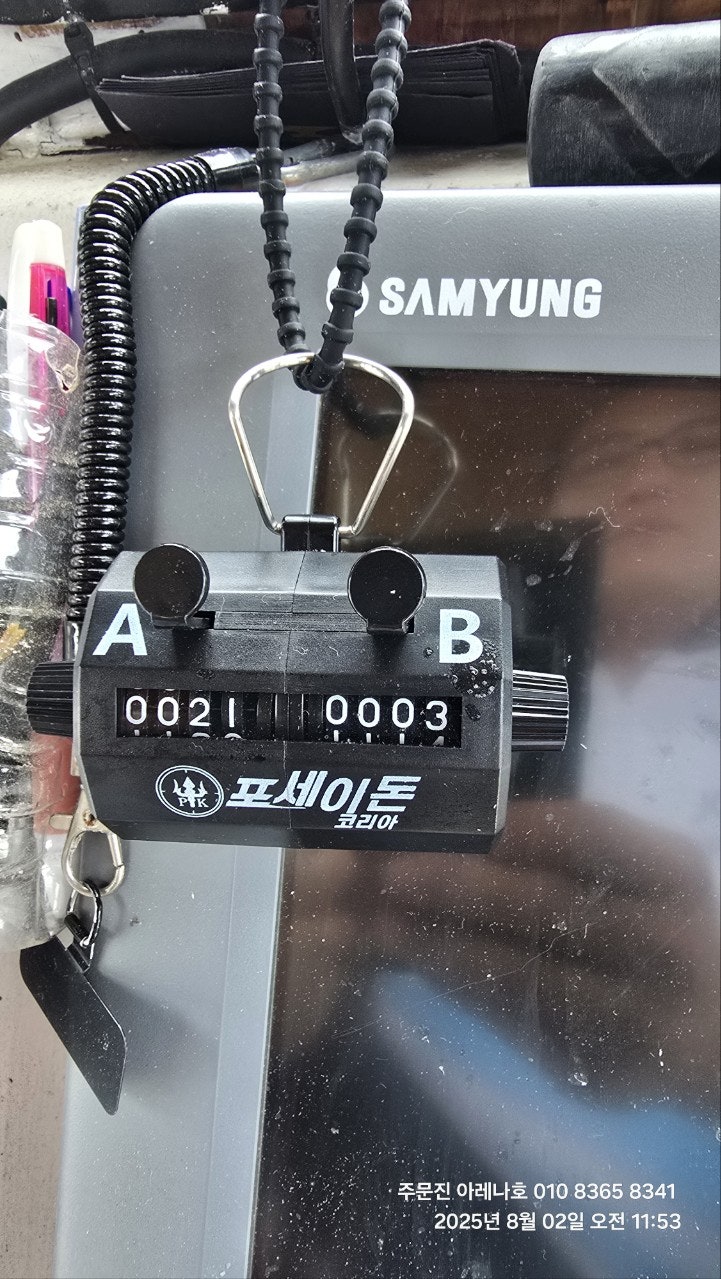 SAMYUNG
A B
0021 0003
PK 포세이돈
코리아
주문진 아레나호 010 8365 8341
2025년 8월 02일 오전 11:53